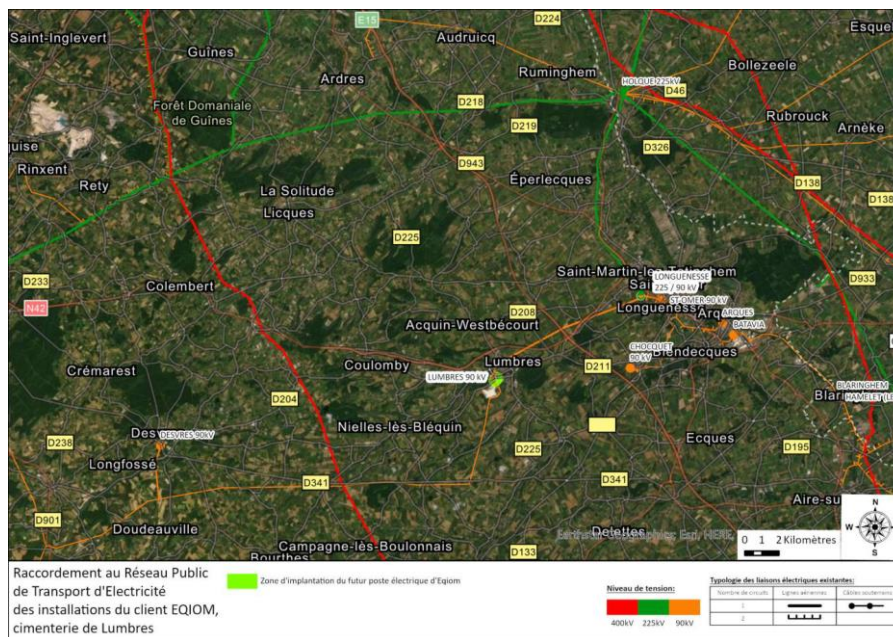 E15
D224
Saint-Inglevert
Guînes
Audruicq
Ardres
Ruminghem
Bollezeele
HOLQUE 225kV
D46
Forêt Domaniale
de Guînes
D218
D219
Rubrouck
Arnèke
D326
Rinxent
Rety
D943
Éperlecques
D138
D138
La Solitude
Licques
D225
Saint-Martin-lez-Tatinghem
D233
Colembert
LONGUENESSE
225 / 90 kV
D933
N42
ST-OMER 90 kV
Longuenesse
D208
Acquin-Westbécourt
ARQUES
BATAVIA
CHOCQUET
90 kV
Blendecques
Crémarest
Coulomby
Lumbres
D211
LUMBRES 90 kV
BLARINGHEM
D204
Nielles-lès-Bléquin
DESVRES 90kV
D238
Longfossé
D225
Ecques
D195
D341
D341
D901
Doudeauville
Campagne-lès-Boulonnais
D133
N
W
E
S
0 1 2 Kilomètres
Raccordement au Réseau Public
de Transport d'Electricité
des installations du client EQIOM,
cimenterie de Lumbres
Zone d'implantation du futur poste électrique d'Eqiom
Niveau de tension:
400kV 225kV 90kV
Typologie des liaisons électriques existantes:
Nombre de circuits Lignes aériennes Câbles souterrains
1
2